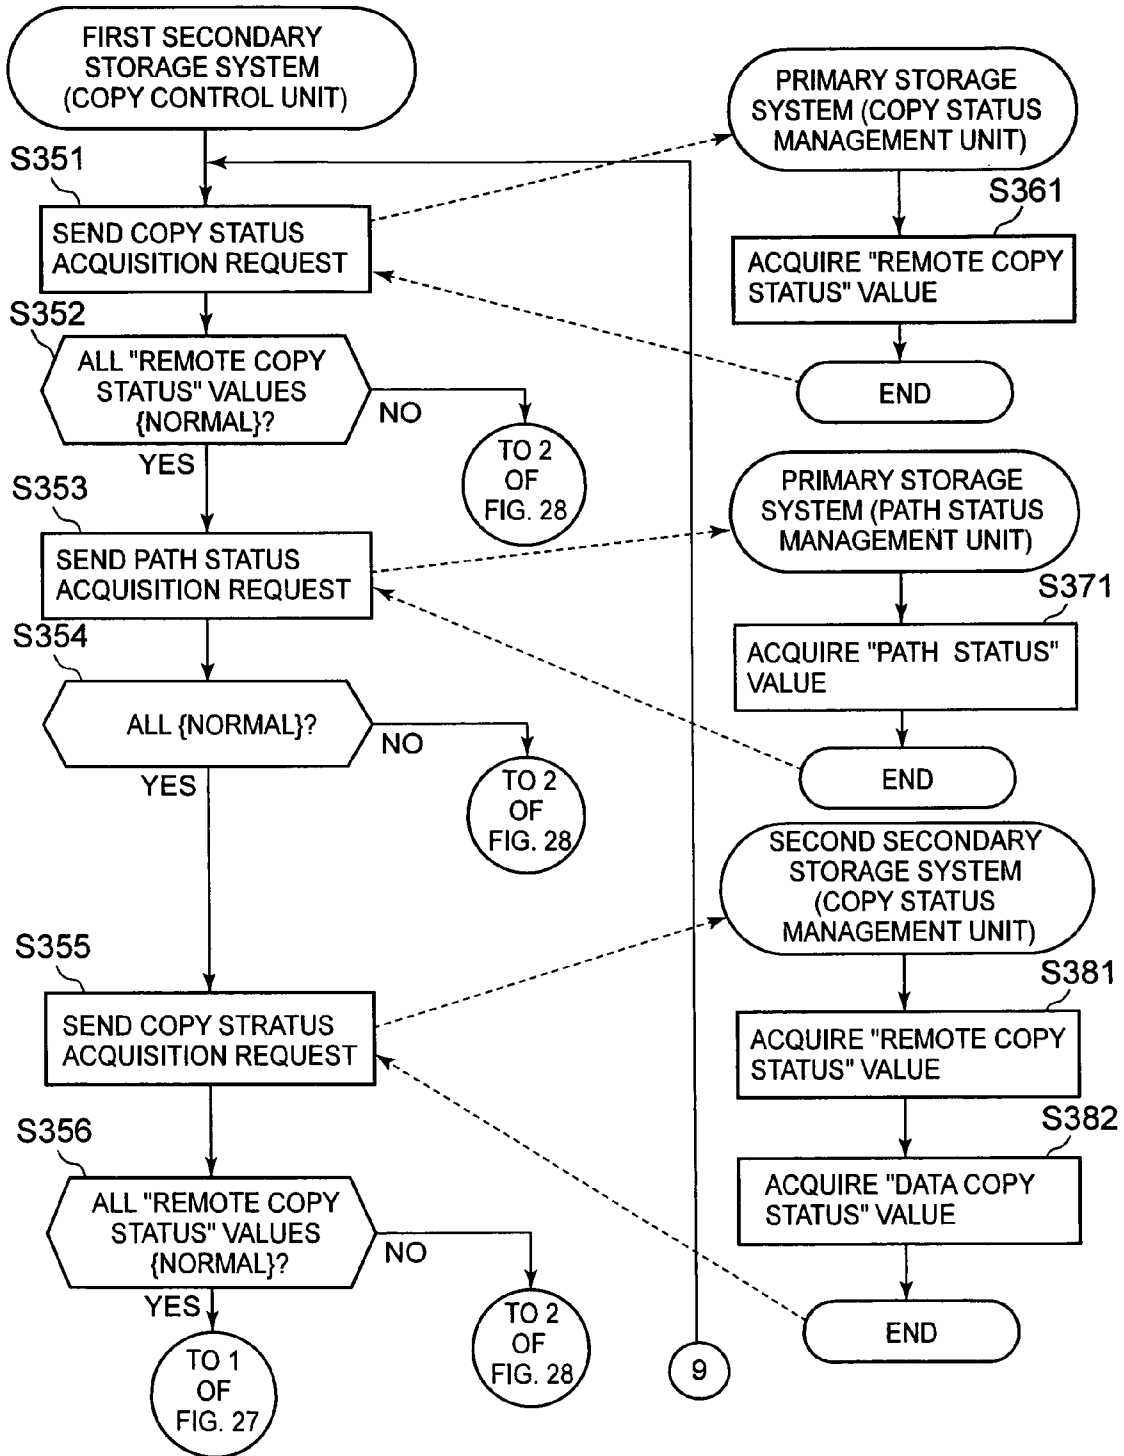 FIRST SECONDARY
STORAGE SYSTEM
(COPY CONTROL UNIT)
S351
SEND COPY STATUS
ACQUISITION REQUEST
S352
ALL "REMOTE COPY
STATUS" VALUES
{NORMAL}?
NO
YES
TO 2
OF
FIG. 28
S353
SEND PATH STATUS
ACQUISITION REQUEST
S354
ALL {NORMAL}?
NO
YES
TO 2
OF
FIG. 28
S355
SEND COPY STRATUS
ACQUISITION REQUEST
S356
ALL "REMOTE COPY
STATUS" VALUES
{NORMAL}?
NO
YES
TO 2
OF
FIG. 28
TO 1
OF
FIG. 27
9
PRIMARY STORAGE
SYSTEM (COPY STATUS
MANAGEMENT UNIT)
S361
ACQUIRE "REMOTE COPY
STATUS" VALUE
END
PRIMARY STORAGE
SYSTEM (PATH STATUS
MANAGEMENT UNIT)
S371
ACQUIRE "PATH STATUS"
VALUE
END
SECOND SECONDARY
STORAGE SYSTEM
(COPY STATUS
MANAGEMENT UNIT)
S381
ACQUIRE "REMOTE COPY
STATUS" VALUE
S382
ACQUIRE "DATA COPY
STATUS" VALUE
END